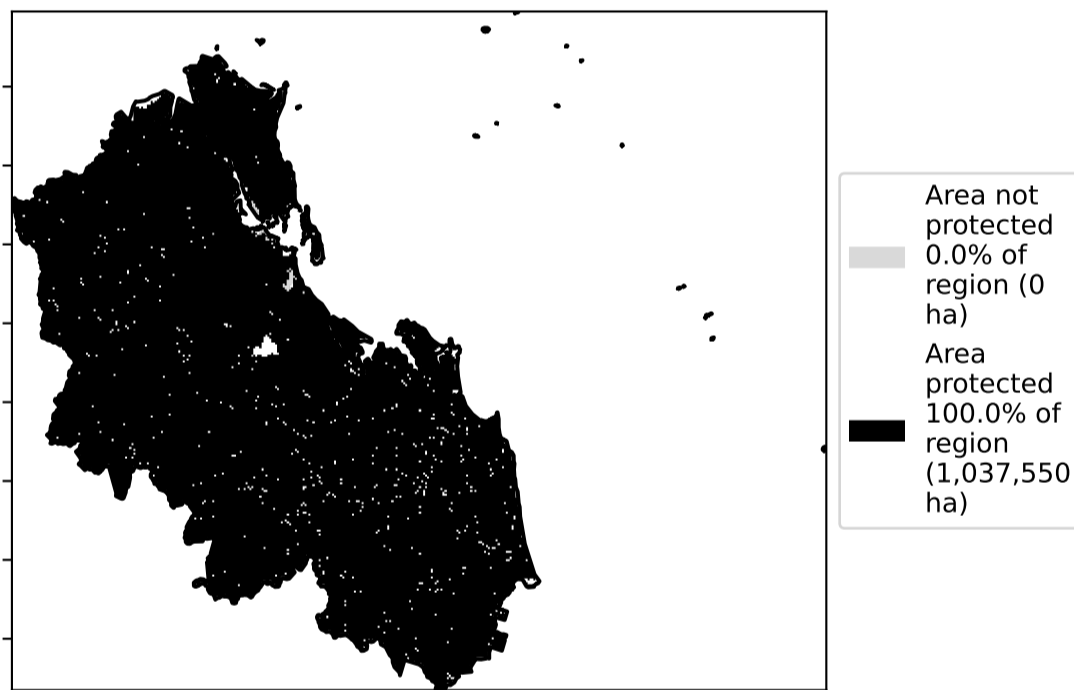 Area not
protected
0.0% of
region (0
ha)
Area
protected
100.0% of
region
(1,037,550
ha)